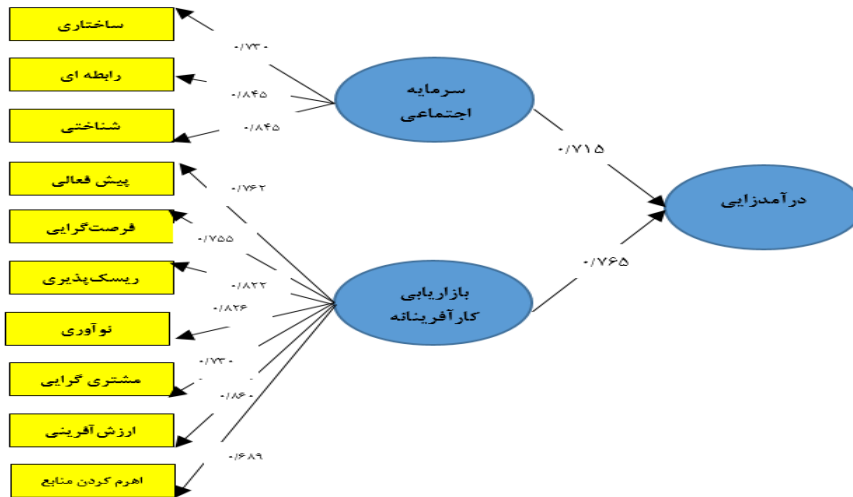 ساختاری
رابطه ای
شناختی
پیش فعالی
فرصت‌گرایی
ریسک‌پذیری
نوآوری
مشتری گرایی
ارزش‌آفرینی
اهرم کردن منابع
۰/۷۳۰
۰/۸۴۵
۰/۸۴۵
۰/۷۶۲
۰/۷۵۵
۰/۸۲۲
۰/۸۲۶
۰/۷۳۰
۰/۸۶۰
۰/۶۸۹
سرمایه
اجتماعی
بازاریابی
کارآفرینانه
۰/۷۱۵
۰/۷۶۵
درآمدزایی